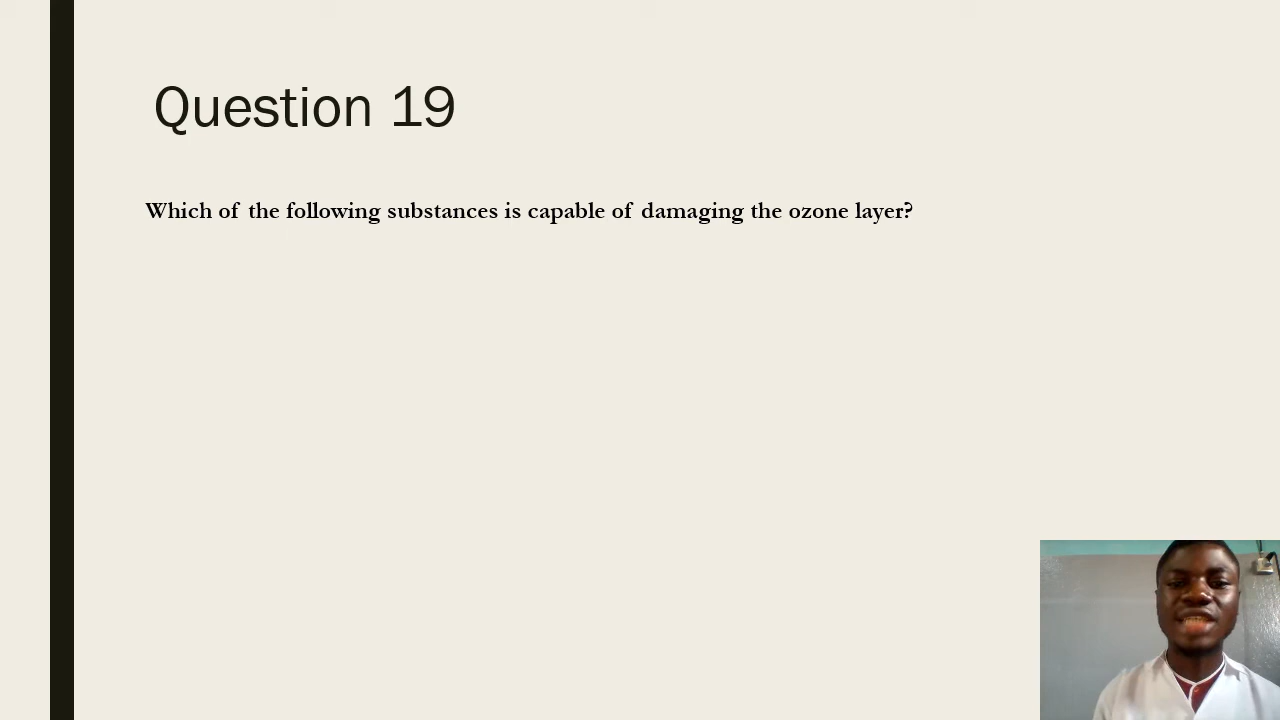 Question 19
Which of the following substances is capable of damaging the ozone layer?